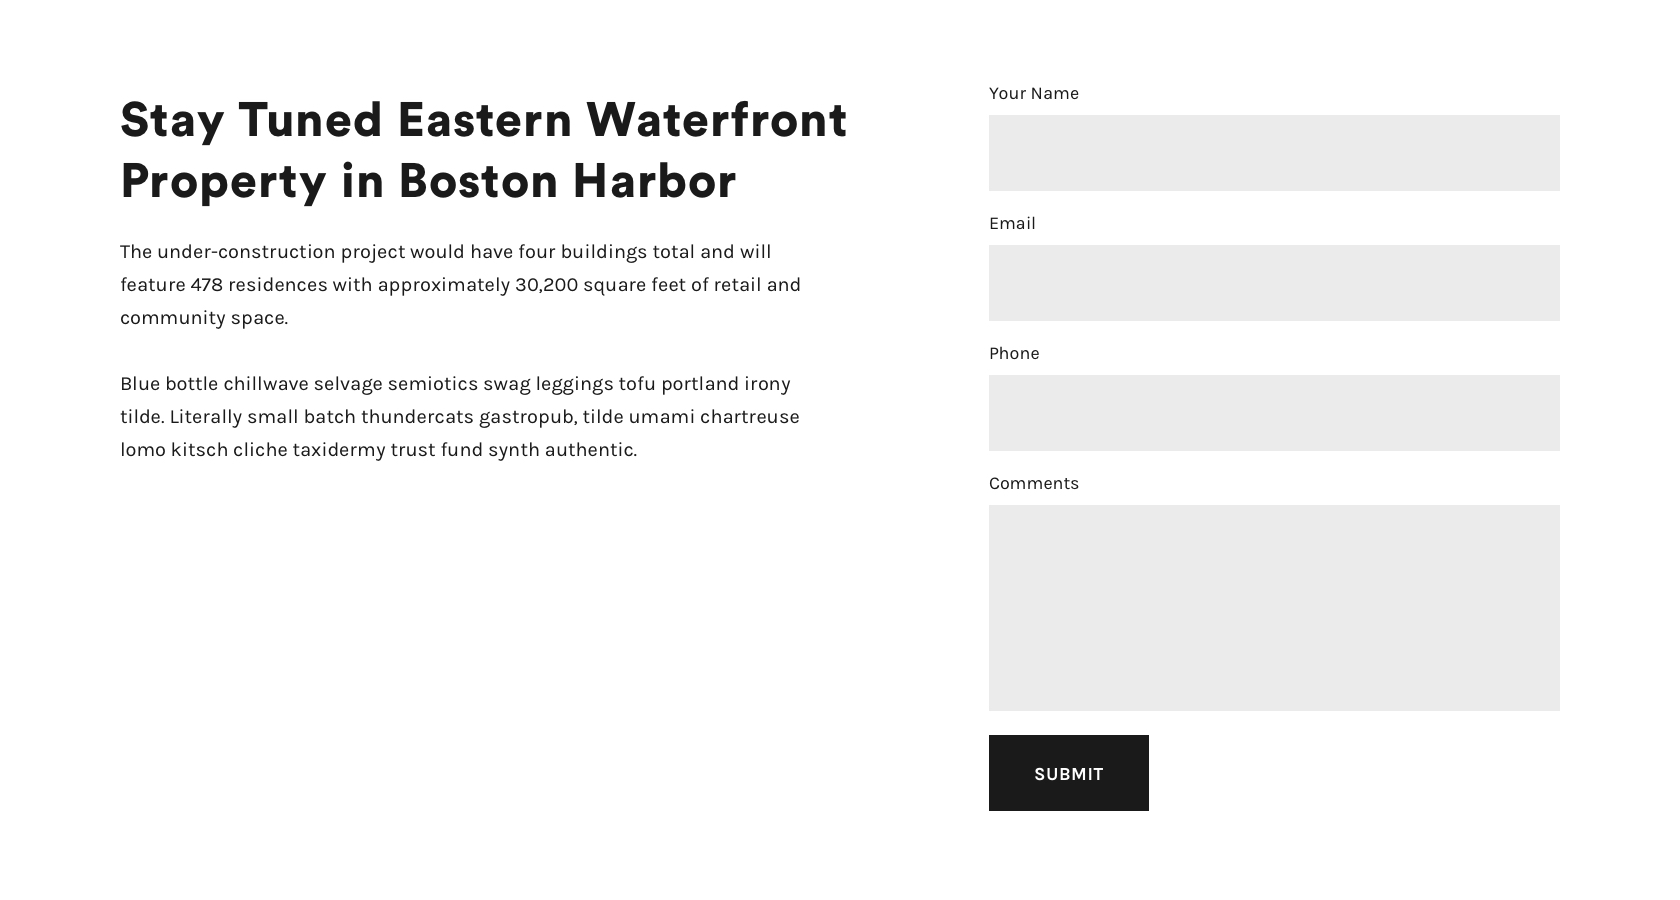 Stay Tuned Eastern Waterfront
Property in Boston Harbor
The under-construction project would have four buildings total and will
feature 478 residences with approximately 30,200 square feet of retail and
community space.
Blue bottle chillwave selvage semiotics swag leggings tofu portland irony
tilde. Literally small batch thundercats gastropub, tilde umami chartreuse
lomo kitsch cliche taxidermy trust fund synth authentic.
Your Name
Email
Phone
Comments
SUBMIT